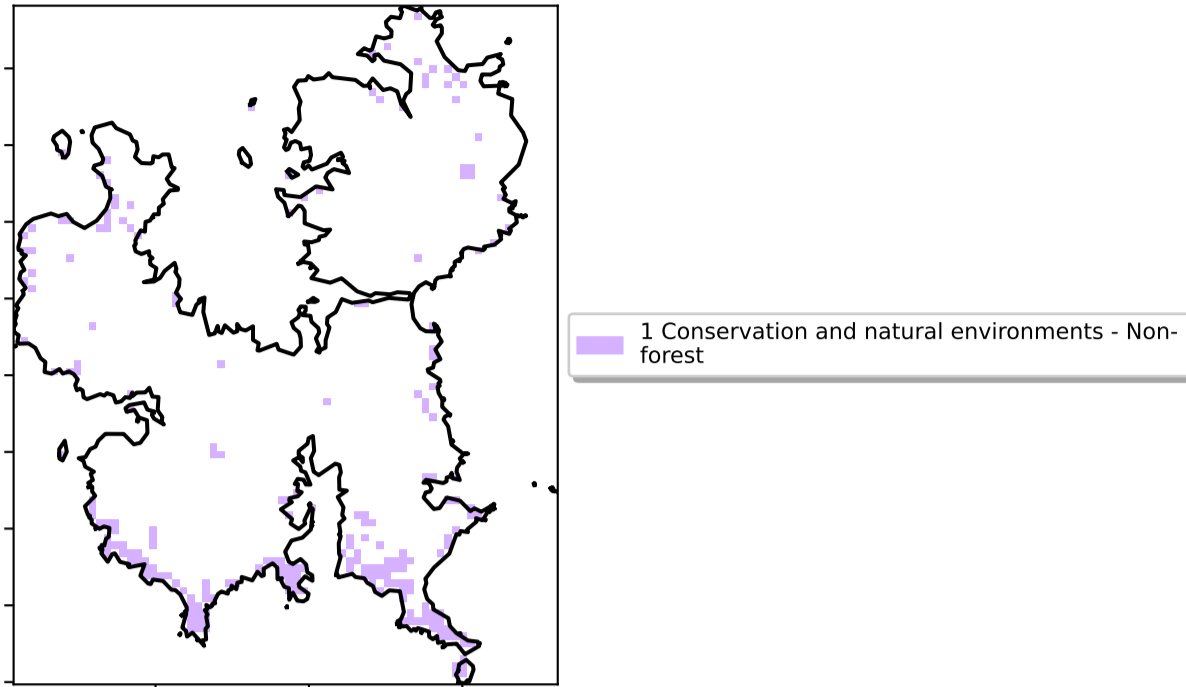 1 Conservation and natural environments - Non-
forest